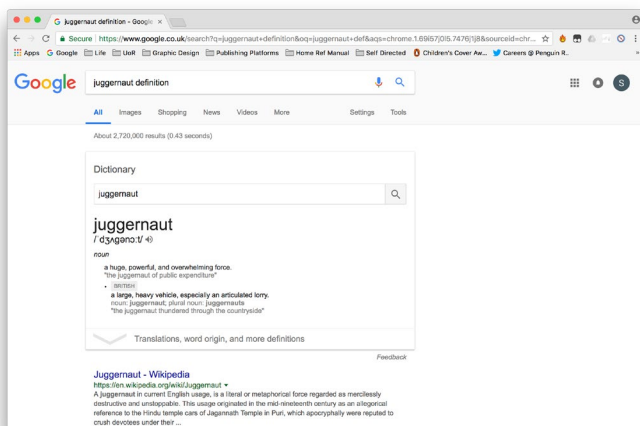 juggernaut definition - Google
Secure https://www.google.co.uk/search?q=juggernaut+definition&oq=juggernaut+def&aqs=chrome.1.69i57j0l5.7476j1j8&sourceid=chr...
Apps Google Life UoR Graphic Design Publishing Platforms Home Ref Manual Self Directed Children's Cover Aw... Careers @ Penguin R..
Google juggernaut definition S
All Images Shopping News Videos More Settings Tools
About 2,720,000 results (0.43 seconds)
Dictionary
juggernaut
juggernaut
/ˈdʒʌɡənɔːt/
noun
a huge, powerful, and overwhelming force.
"the juggernaut of public expenditure"
• BRITISH
a large, heavy vehicle, especially an articulated lorry.
noun: juggernaut; plural noun: juggernauts
"the juggernaut thundered through the countryside"
Translations, word origin, and more definitions
Feedback
Juggernaut - Wikipedia
https://en.wikipedia.org/wiki/Juggernaut
A juggernaut in current English usage, is a literal or metaphorical force regarded as mercilessly
destructive and unstoppable. This usage originated in the mid-nineteenth century as an allegorical
reference to the Hindu temple cars of Jagannath Temple in Puri, which apocryphally were reputed to
crush devotees under their ...